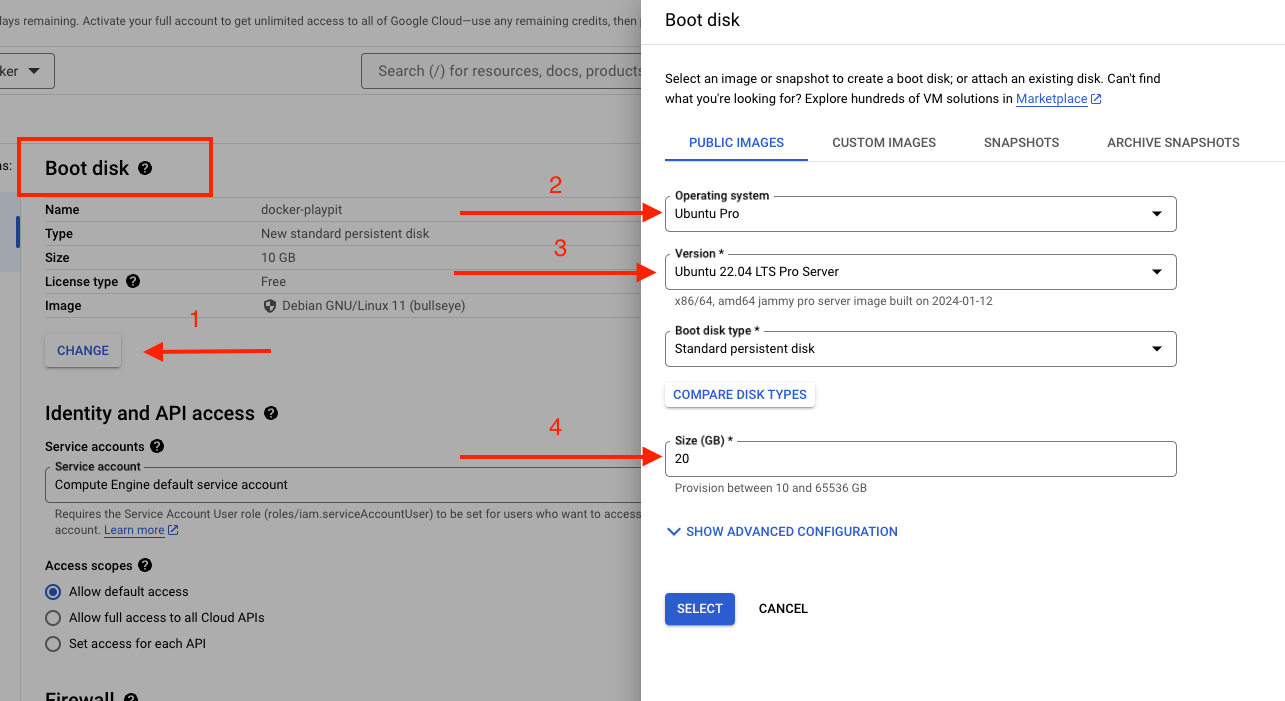 days remaining. Activate your full account to get unlimited access to all of Google Cloud—use any remaining credits, then
ker
Search (/) for resources, docs, products
Boot disk
Name docker-playpit
Type New standard persistent disk
Size 10 GB
License type Free
Image Debian GNU/Linux 11 (bullseye)
1
CHANGE
Identity and API access
Service accounts
Service account
Compute Engine default service account
Requires the Service Account User role (roles/iam.serviceAccountUser) to be set for users who want to access
account. Learn more
Access scopes
Allow default access
Allow full access to all Cloud APIs
Set access for each API
Firewall
Boot disk
Select an image or snapshot to create a boot disk; or attach an existing disk. Can't find
what you're looking for? Explore hundreds of VM solutions in Marketplace
PUBLIC IMAGES CUSTOM IMAGES SNAPSHOTS ARCHIVE SNAPSHOTS
2
Operating system
Ubuntu Pro
3
Version *
Ubuntu 22.04 LTS Pro Server
x86/64, amd64 jammy pro server image built on 2024-01-12
Boot disk type *
Standard persistent disk
COMPARE DISK TYPES
4
Size (GB) *
20
Provision between 10 and 65536 GB
SHOW ADVANCED CONFIGURATION
SELECT CANCEL